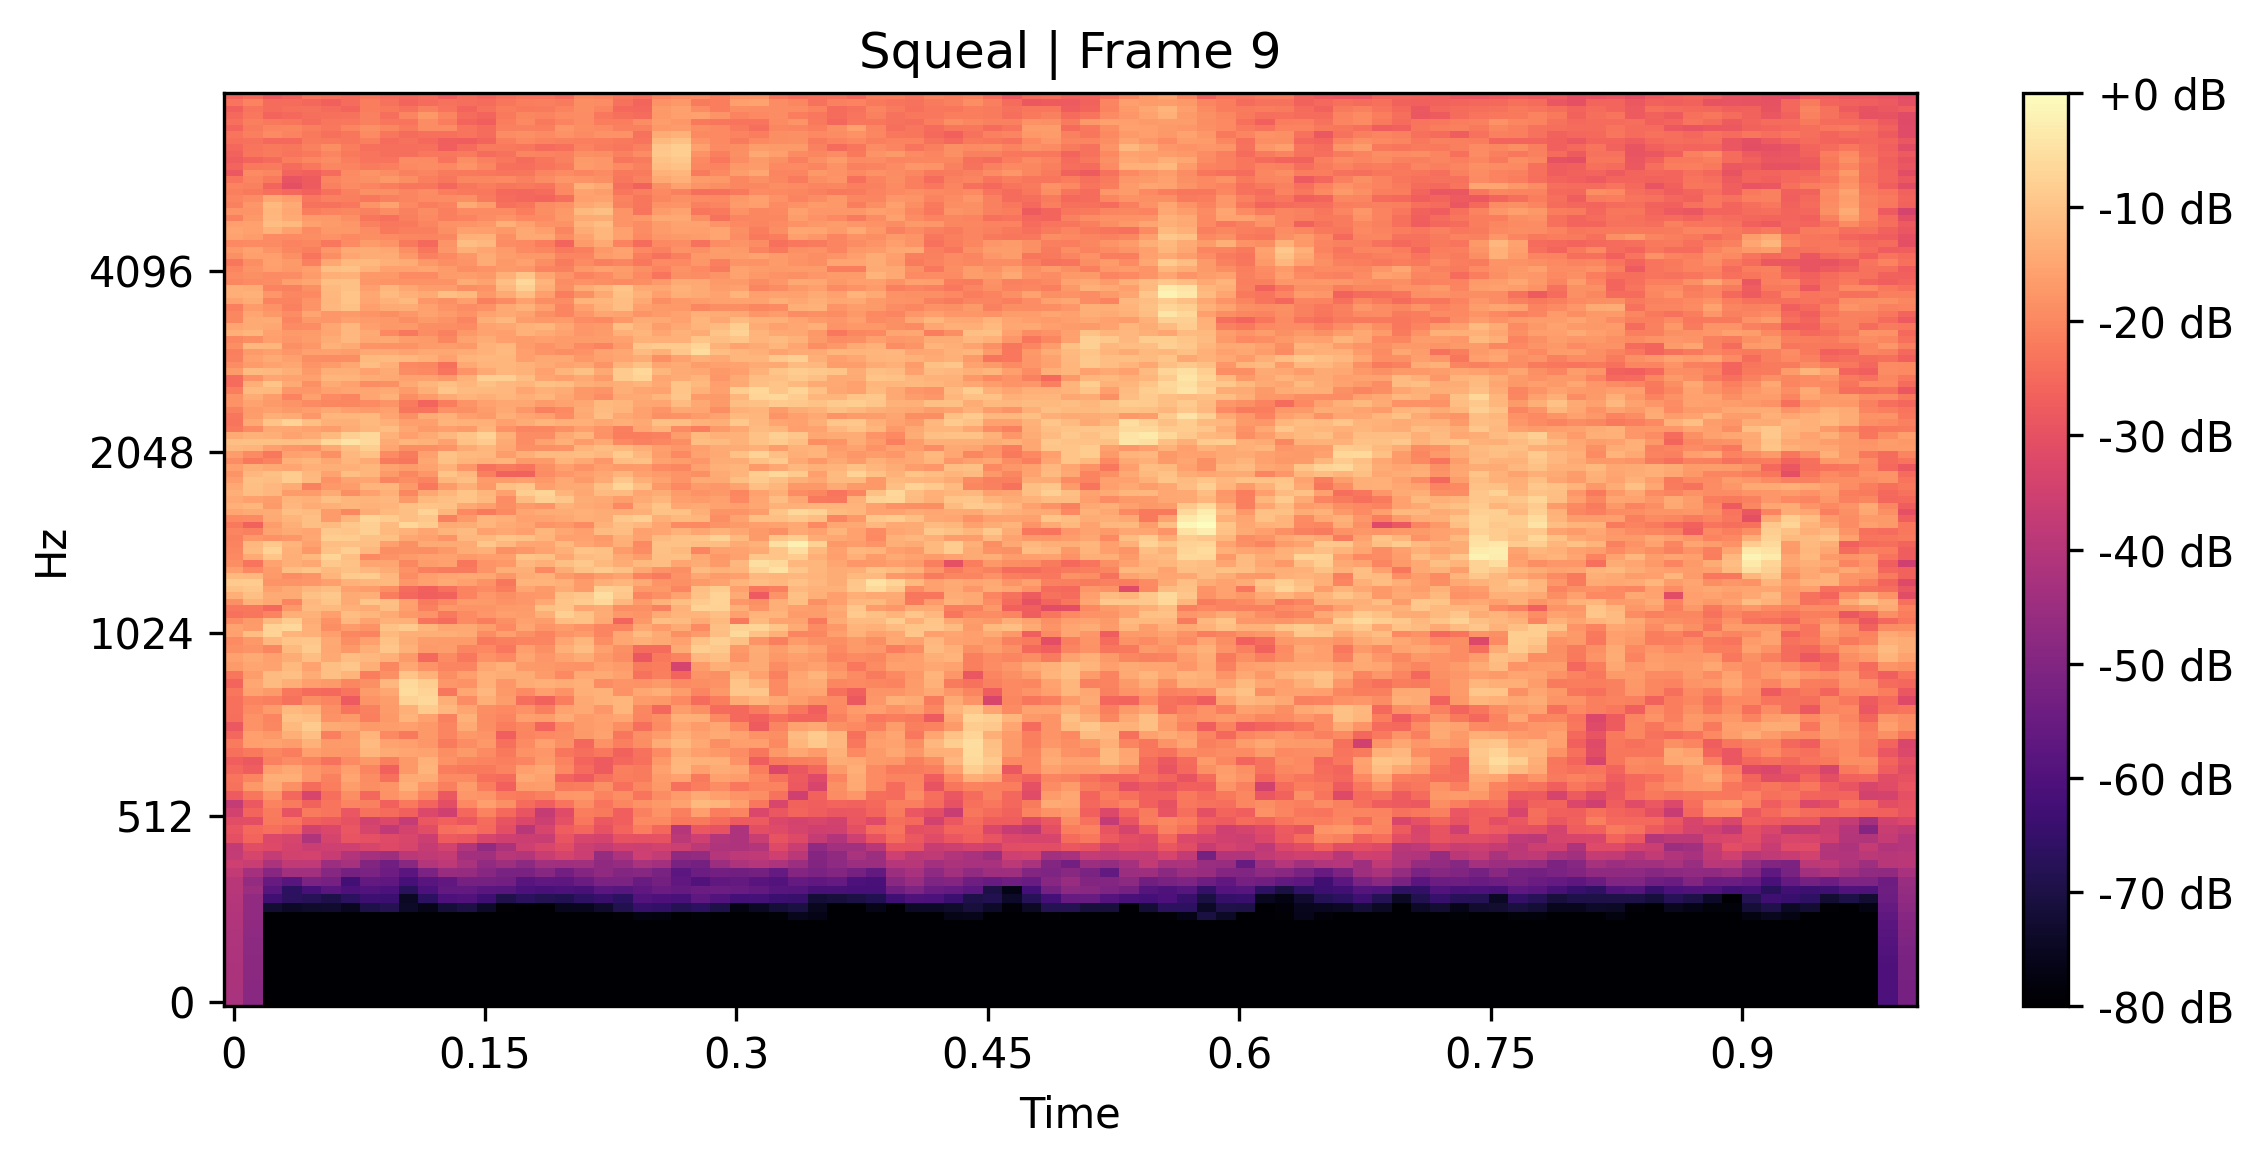 Squeal | Frame 9
+0 dB
-10 dB
-20 dB
-30 dB
-40 dB
-50 dB
-60 dB
-70 dB
-80 dB
Hz
4096
2048
1024
512
0
0 0.15 0.3 0.45 0.6 0.75 0.9
Time